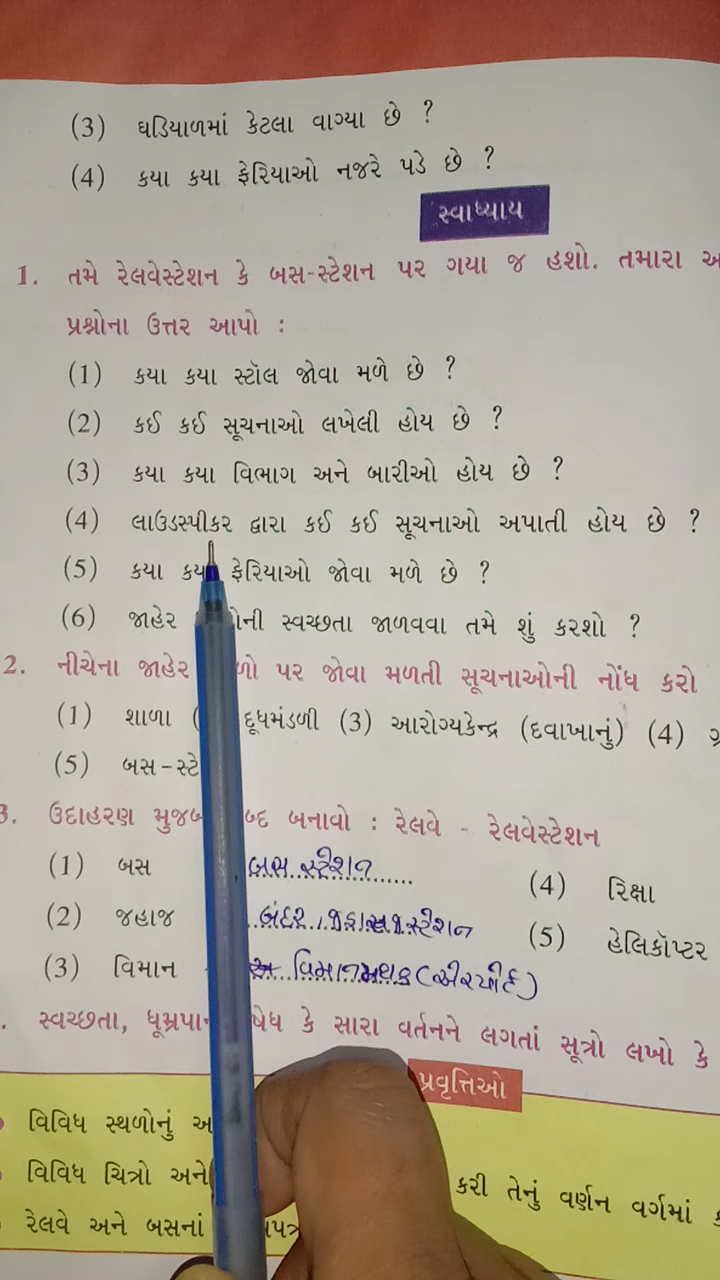 (3) ઘડિયાળમાં કેટલા વાગ્યા છે ?
(4) કયા કયા ફેરિયાઓ નજરે પડે છે ?
સ્વાધ્યાય
1. તમે રેલવેસ્ટેશન કે બસ-સ્ટેશન પર ગયા જ હશો. તમારા
પ્રશ્નોના ઉત્તર આપો :
(1) કયા કયા સ્ટૉલ જોવા મળે છે ?
(2) કઈ કઈ સૂચનાઓ લખેલી હોય છે ?
(3) કયા કયા વિભાગ અને બારીઓ હોય છે ?
(4) લાઉડસ્પીકર દ્વારા કઈ કઈ સૂચનાઓ અપાતી હોય છે ?
(5) કયા ફેરિયાઓ જોવા મળે છે ?
(6) જાહેર સ્વચ્છતા જાળવવા તમે શું કરશો ?
2. નીચેના જાહેર પર જોવા મળતી સૂચનાઓની નોંધ કરો
(1) શાળા દૂધમંડળી (3) આરોગ્યકેન્દ્ર (દવાખાનું) (4)
(5) બસ-સ્ટે
3. ઉદાહરણ મુજબ બનાવો : રેલવે - રેલવેસ્ટેશન
(1) બસ બસ સ્ટેશન (4) રિક્ષા
(2) જહાજ બંદર, (5) હેલિકૉપ્ટર
(3) વિમાન વિમાનમથક (એરપોર્ટ)
સ્વચ્છતા, કે સારા વર્તનને લગતાં સૂત્રો લખો કે
પ્રવૃત્તિઓ
વિવિધ સ્થળોનું
વિવિધ ચિત્રો અને કરી તેનું વર્ણન વર્ગમાં
રેલવે અને બસનાં